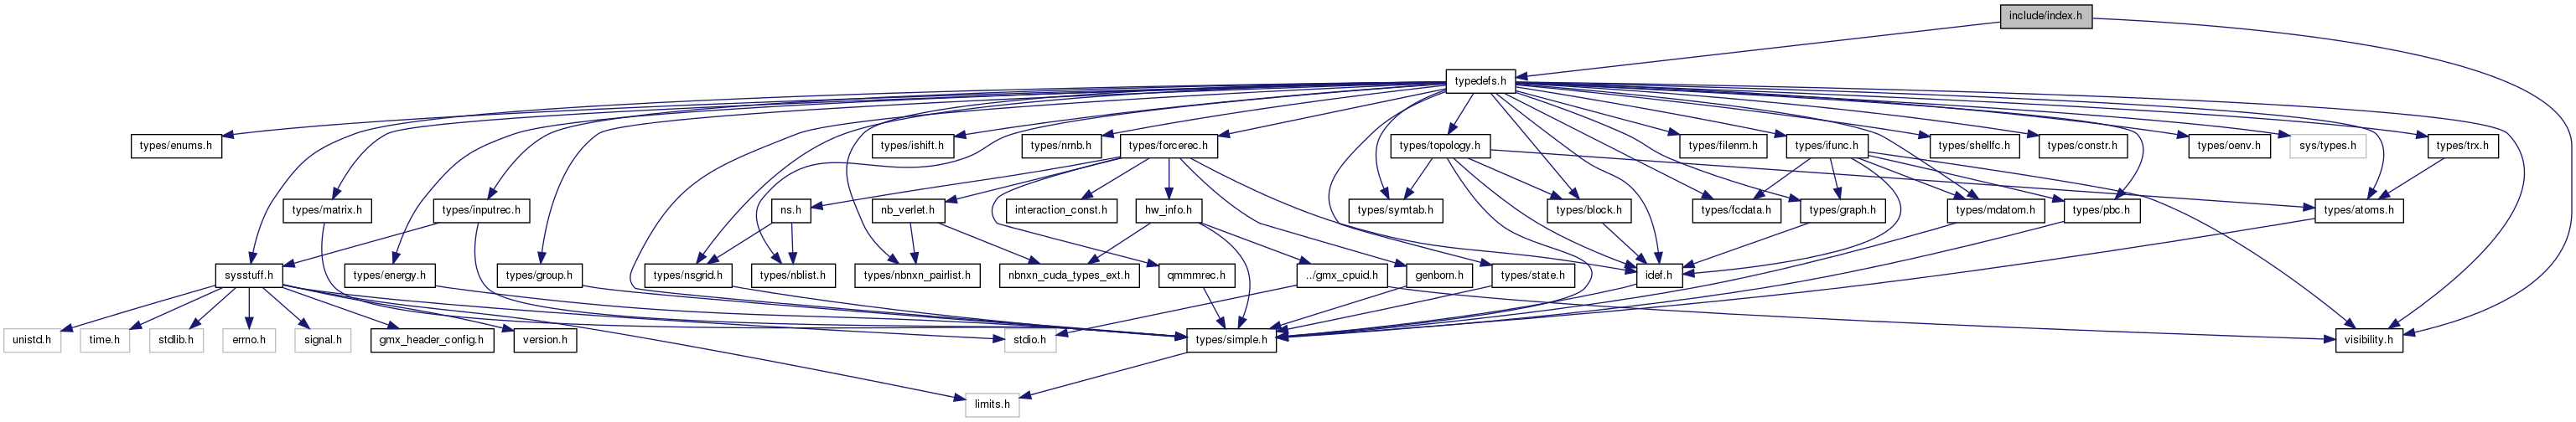 include/index.h
typedefs.h
types/enums.h
types/ishift.h
types/nrnb.h
types/forcerec.h
types/topology.h
types/filenm.h
types/ifunc.h
types/shellfc.h
types/constr.h
types/oenv.h
sys/types.h
types/trx.h
types/matrix.h
types/inputrec.h
ns.h
nb_verlet.h
interaction_const.h
hw_info.h
types/symtab.h
types/block.h
types/fcdata.h
types/graph.h
types/mdatom.h
types/pbc.h
types/atoms.h
sysstuff.h
types/energy.h
types/group.h
types/nsgrid.h
types/nblist.h
types/nbnxn_pairlist.h
nbnxn_cuda_types_ext.h
qmmmrec.h
../gmx_cpuid.h
genborn.h
types/state.h
idef.h
unistd.h
time.h
stdlib.h
errno.h
signal.h
gmx_header_config.h
version.h
stdio.h
types/simple.h
visibility.h
limits.h